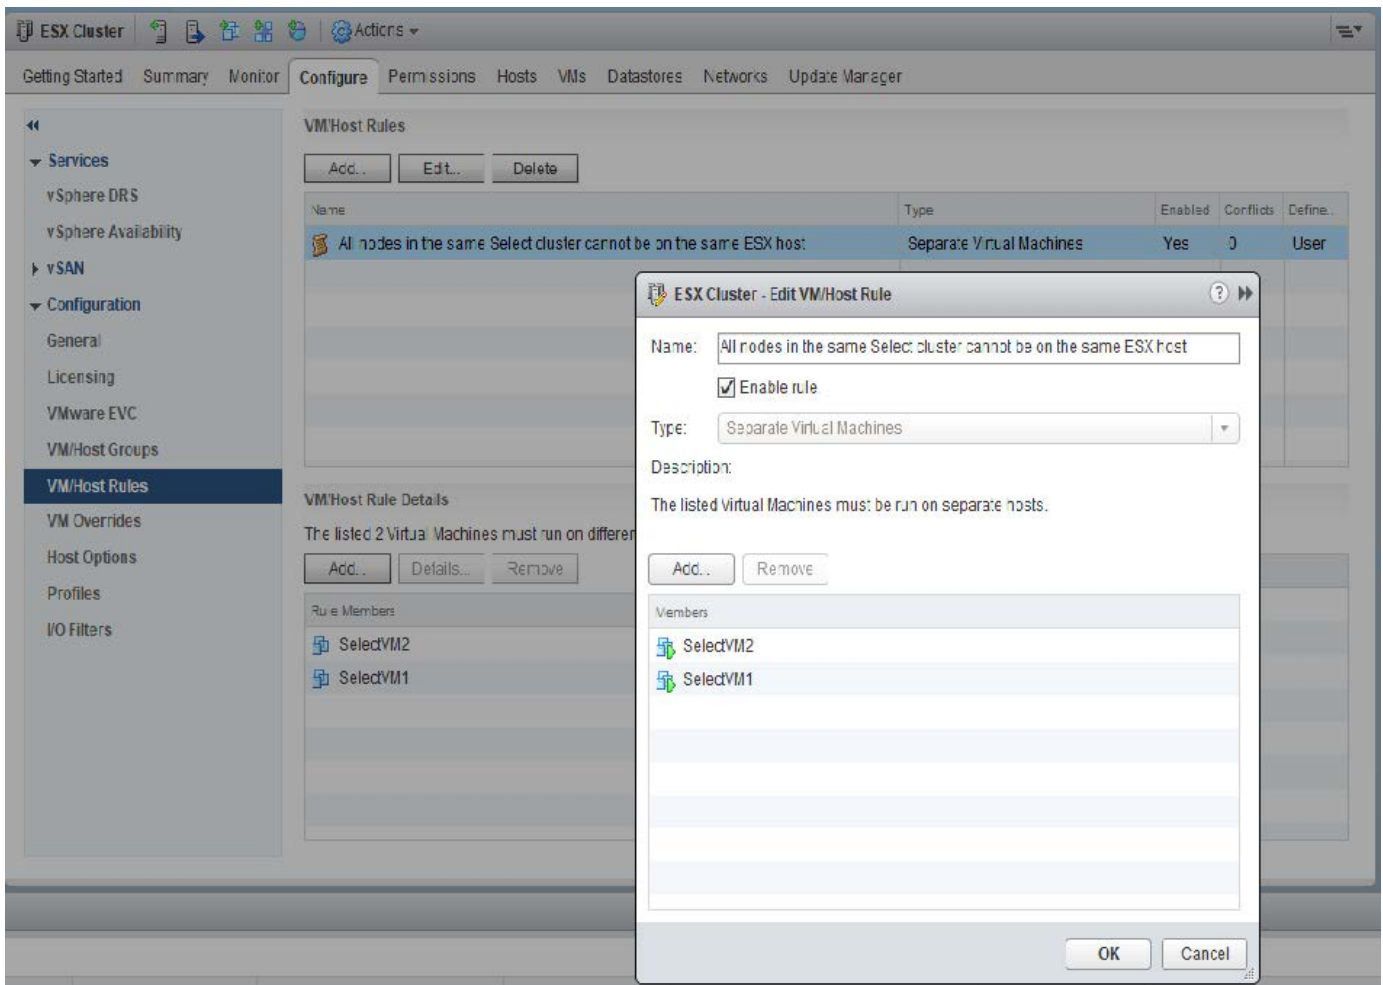 ESX Cluster
Actions
Getting Started Summary Monitor Configure Permissions Hosts VMs Datastores Networks Update Manager
Services
vSphere DRS
vSphere Availability
vSAN
Configuration
General
Licensing
VMware EVC
VM/Host Groups
VM/Host Rules
VM Overrides
Host Options
Profiles
I/O Filters
VM/Host Rules
Add... Edit... Delete
Name Type Enabled Conflicts Define...
All nodes in the same Select cluster cannot be on the same ESX host Separate Virtual Machines Yes 0 User
VM/Host Rule Details
The listed 2 Virtual Machines must run on differen
Add... Details... Remove
Rule Members
SelectVM2
SelectVM1
ESX Cluster - Edit VM/Host Rule
Name: All nodes in the same Select cluster cannot be on the same ESX host
Enable rule
Type: Separate Virtual Machines
Description:
The listed Virtual Machines must be run on separate hosts.
Add... Remove
Members
SelectVM2
SelectVM1
OK Cancel